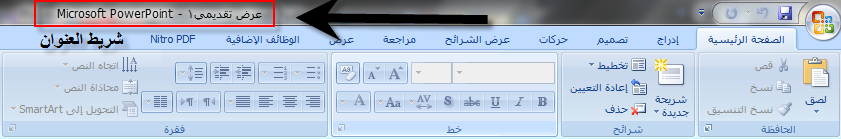 عرض تقديمي١ - Microsoft PowerPoint
شريط العنوان
الصفحة الرئيسية إدراج تصميم حركات عرض الشرائح مراجعة عرض الوظائف الإضافية Nitro PDF
لصق
قص
نسخ
نسخ التنسيق
الحافظة
شريحة جديدة
تخطيط
إعادة التعيين
حذف
شرائح
خط
اتجاه النص
محاذاة النص
التحويل إلى SmartArt
فقرة